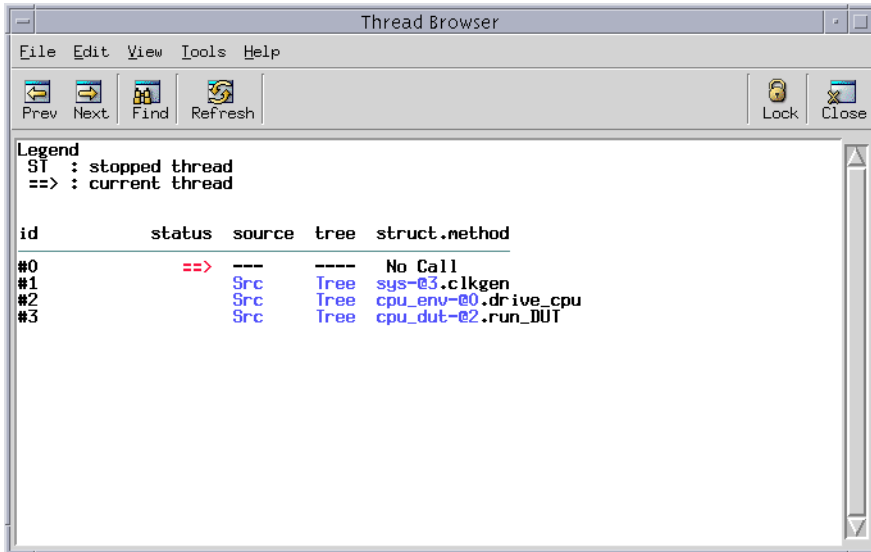 Thread Browser
File Edit View Tools Help
Prev Next Find Refresh Lock Close
Legend
ST : stopped thread
==> : current thread
id status source tree struct.method
#0 ==> --- ---- No Call
#1 Src Tree sys-@3.clkgen
#2 Src Tree cpu_env-@0.drive_cpu
#3 Src Tree cpu_dut-@2.run_DUT